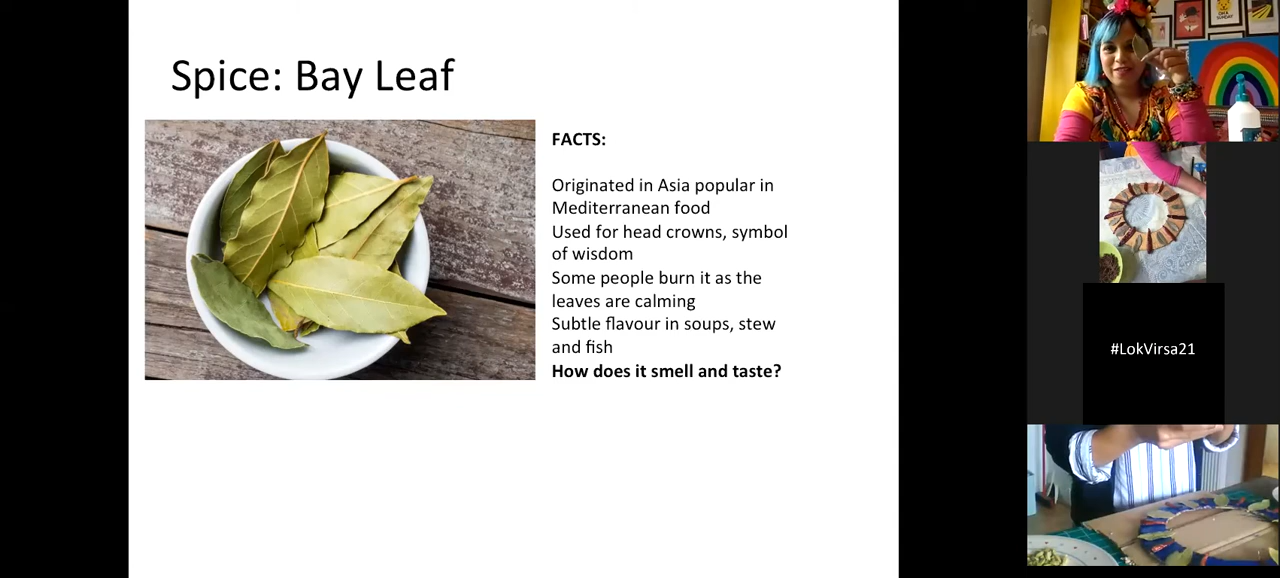 Spice: Bay Leaf
FACTS:
Originated in Asia popular in
Mediterranean food
Used for head crowns, symbol
of wisdom
Some people burn it as the
leaves are calming
Subtle flavour in soups, stew
and fish
How does it smell and taste?
#LokVirsa21